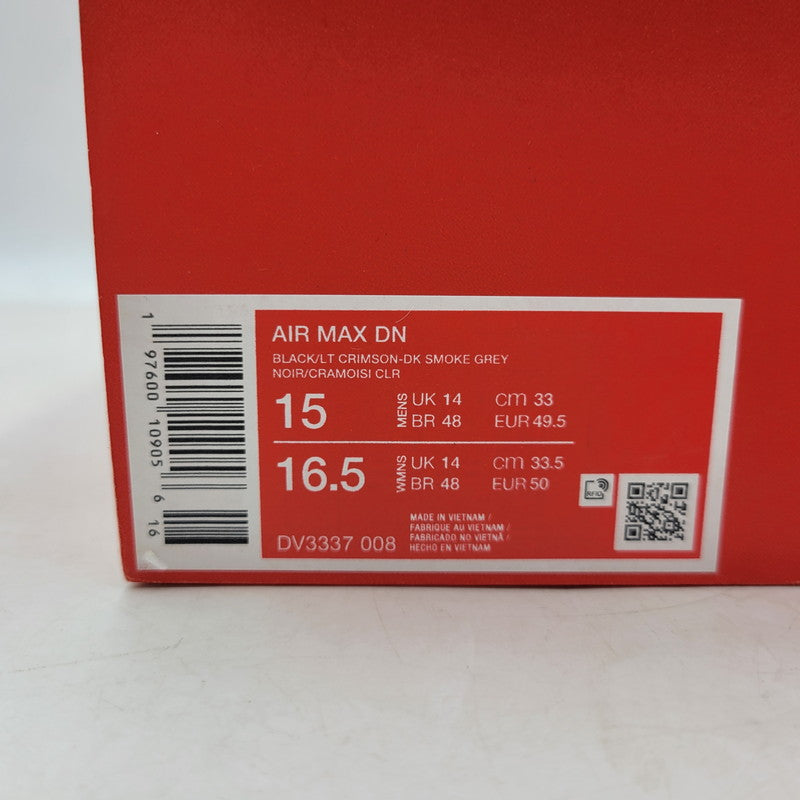 1 97600 10905 6 16
AIR MAX DN
BLACK/LT CRIMSON-DK SMOKE GREY
NOIR/CRAMOISI CLR
15 MENS UK 14 cm 33
BR 48 EUR 49.5
16.5 WMNS UK 14 cm 33.5
BR 48 EUR 50
DV3337 008
MADE IN VIETNAM /
FABRIQUE AU VIETNAM /
FABRICADO NO VIETNÃ /
HECHO EN VIETNAM
RFID